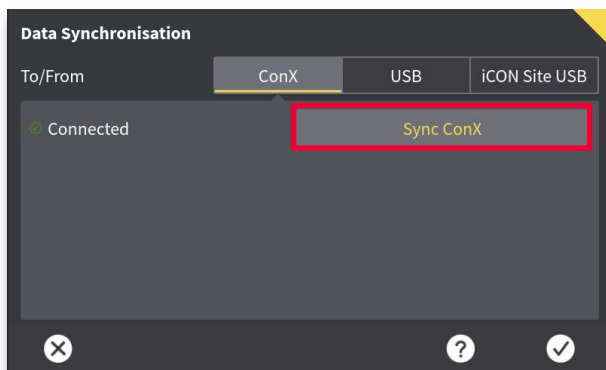 Data Synchronisation
To/From ConX USB iCON Site USB
Connected Sync ConX
?